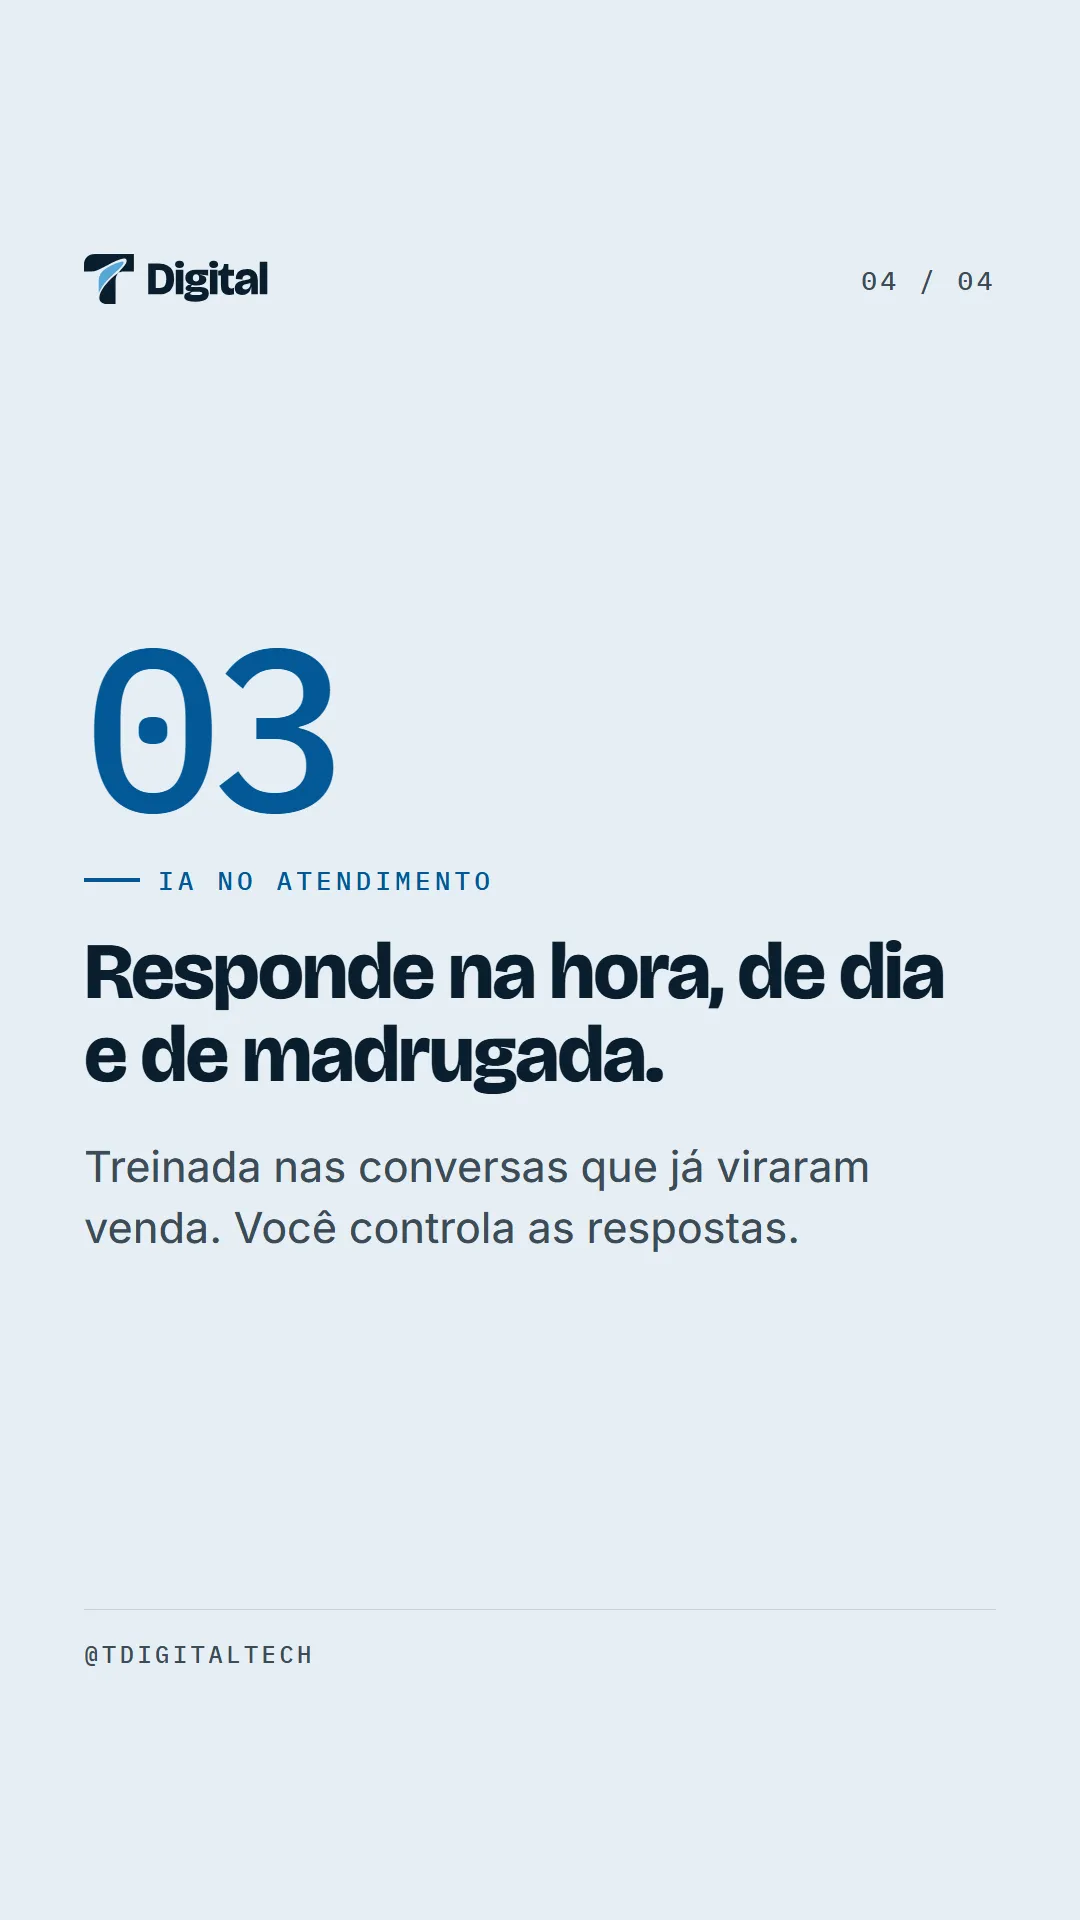 T Digital
04 / 04
03
IA NO ATENDIMENTO
Responde na hora, de dia
e de madrugada.
Treinada nas conversas que já viraram
venda. Você controla as respostas.
@TDIGITALTECH